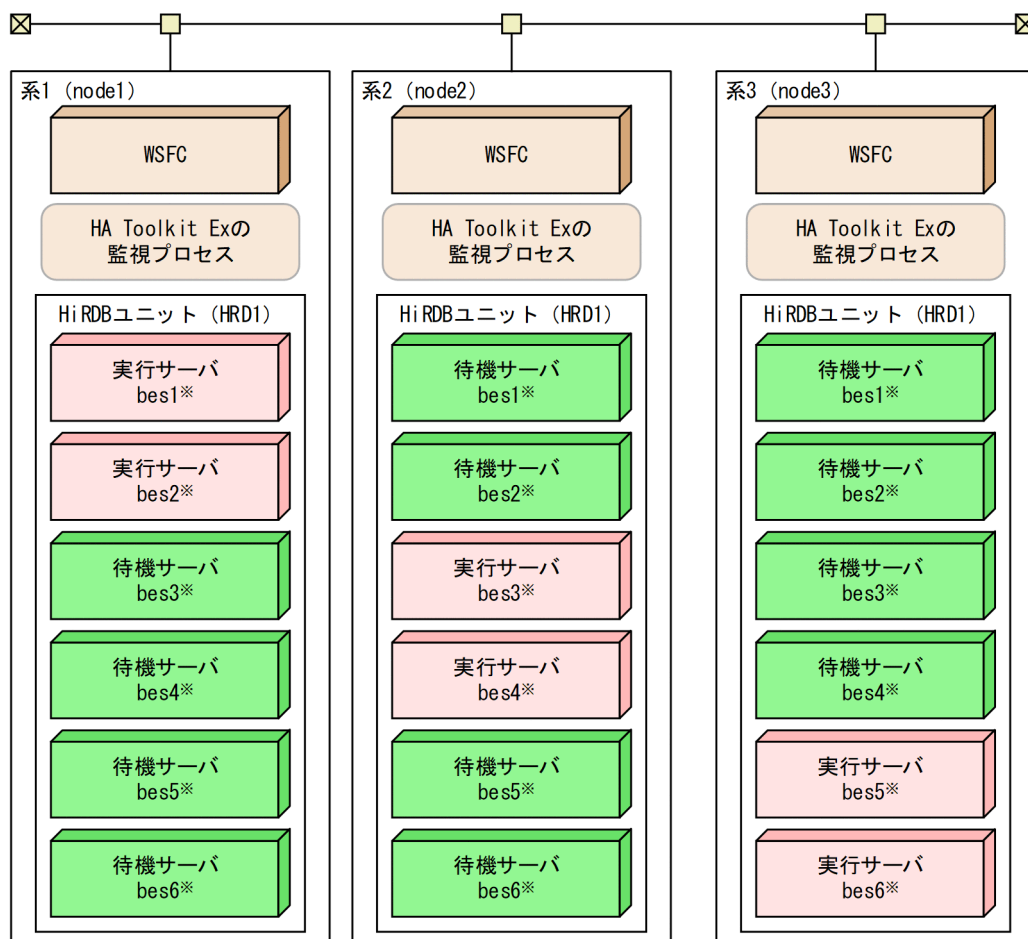 系1(node1)
WSFC
HA Toolkit Exの
監視プロセス
HiRDBユニット(HRD1)
実行サーバ
bes1※
実行サーバ
bes2※
待機サーバ
bes3※
待機サーバ
bes4※
待機サーバ
bes5※
待機サーバ
bes6※
系2(node2)
WSFC
HA Toolkit Exの
監視プロセス
HiRDBユニット(HRD1)
待機サーバ
bes1※
待機サーバ
bes2※
実行サーバ
bes3※
実行サーバ
bes4※
待機サーバ
bes5※
待機サーバ
bes6※
系3(node3)
WSFC
HA Toolkit Exの
監視プロセス
HiRDBユニット(HRD1)
待機サーバ
bes1※
待機サーバ
bes2※
待機サーバ
bes3※
待機サーバ
bes4※
実行サーバ
bes5※
実行サーバ
bes6※